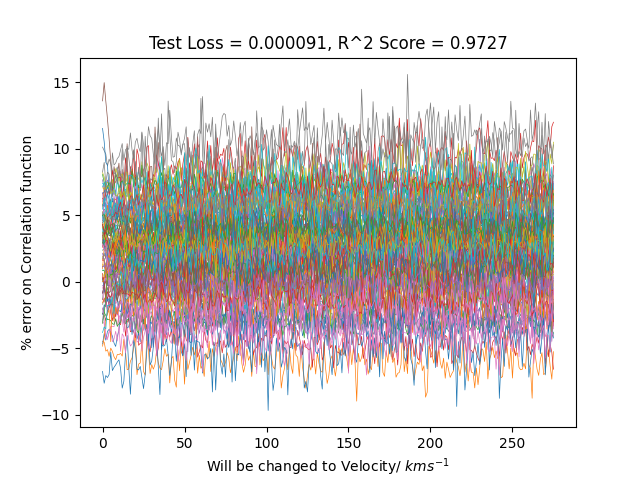 Test Loss = 0.000091, R^2 Score = 0.9727
15
10
5
0
−5
−10
% error on Correlation function
0 50 100 150 200 250
Will be changed to Velocity/ kms⁻¹